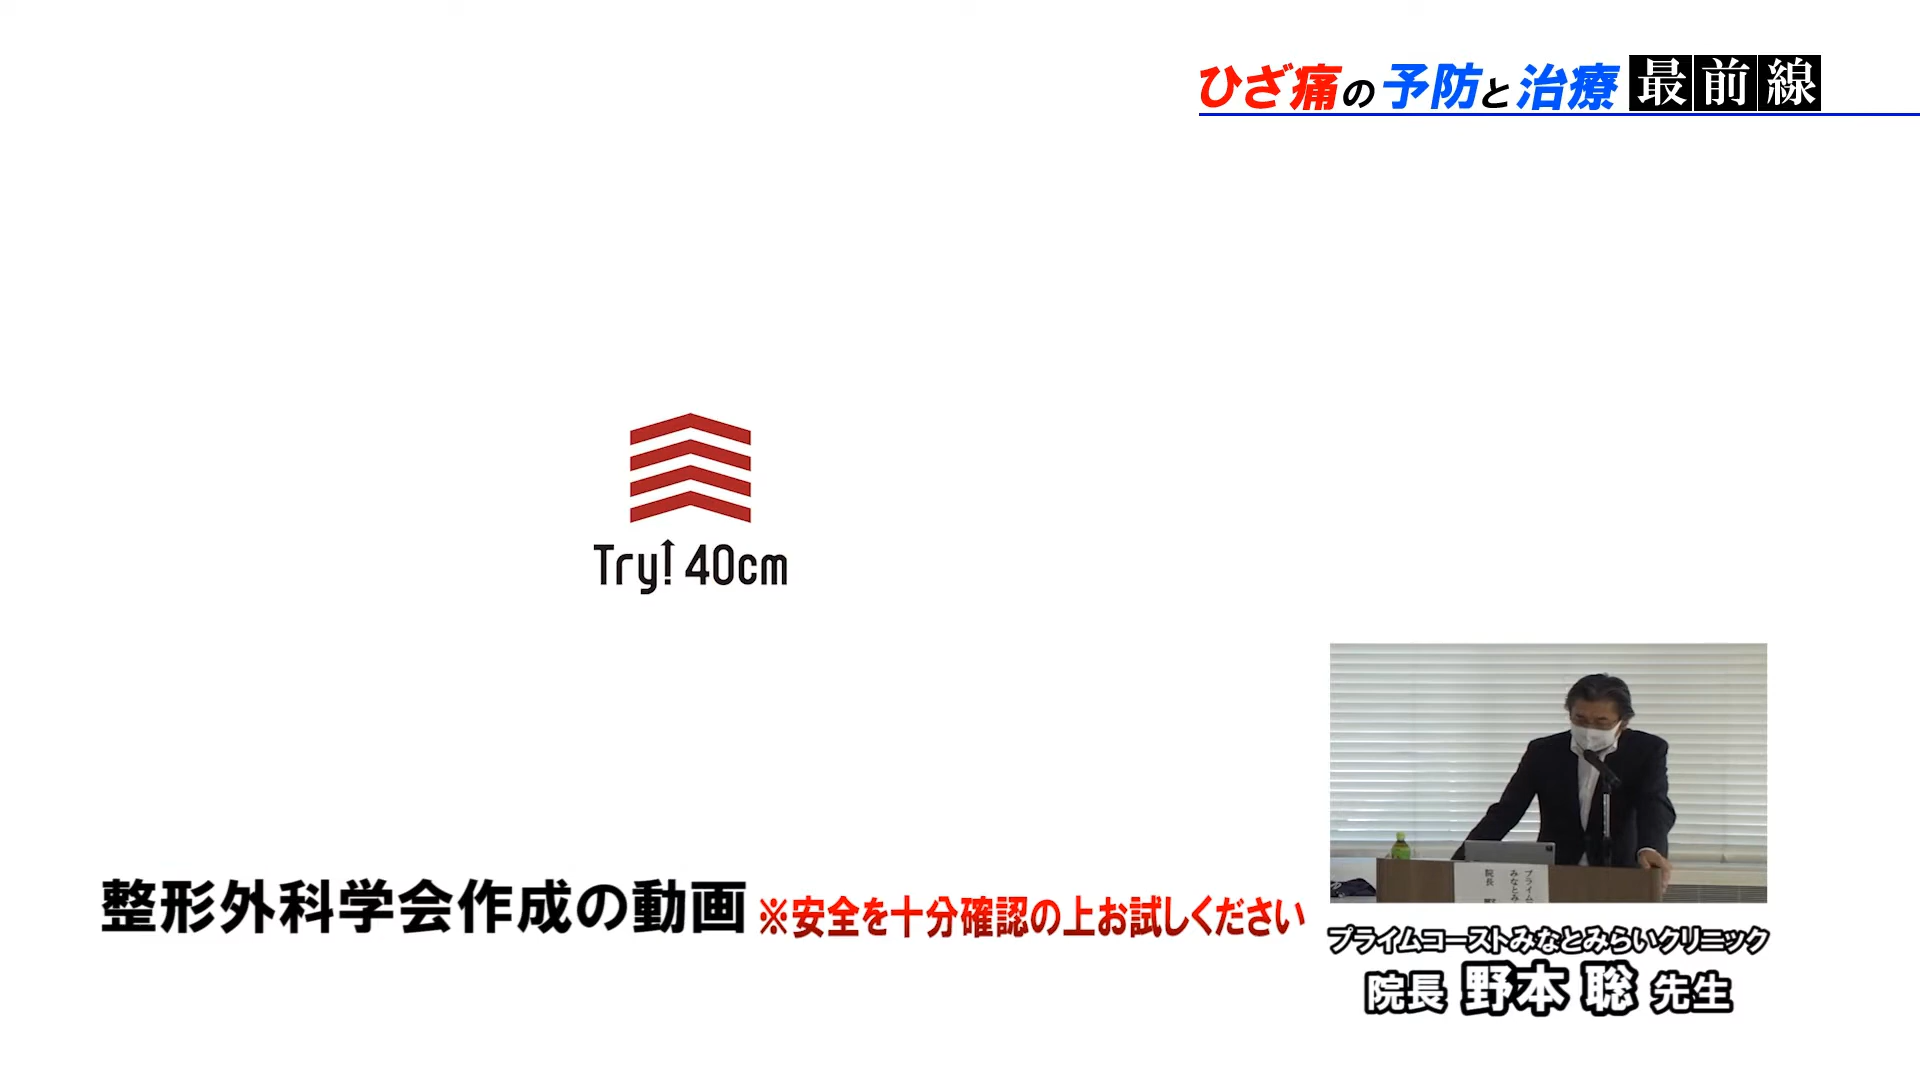 ひざ痛の予防と治療最前線
Try! 40cm
整形外科学会作成の動画 ※安全を十分確認の上お試しください
プライムコーストみなとみらいクリニック
院長 野本 聡 先生